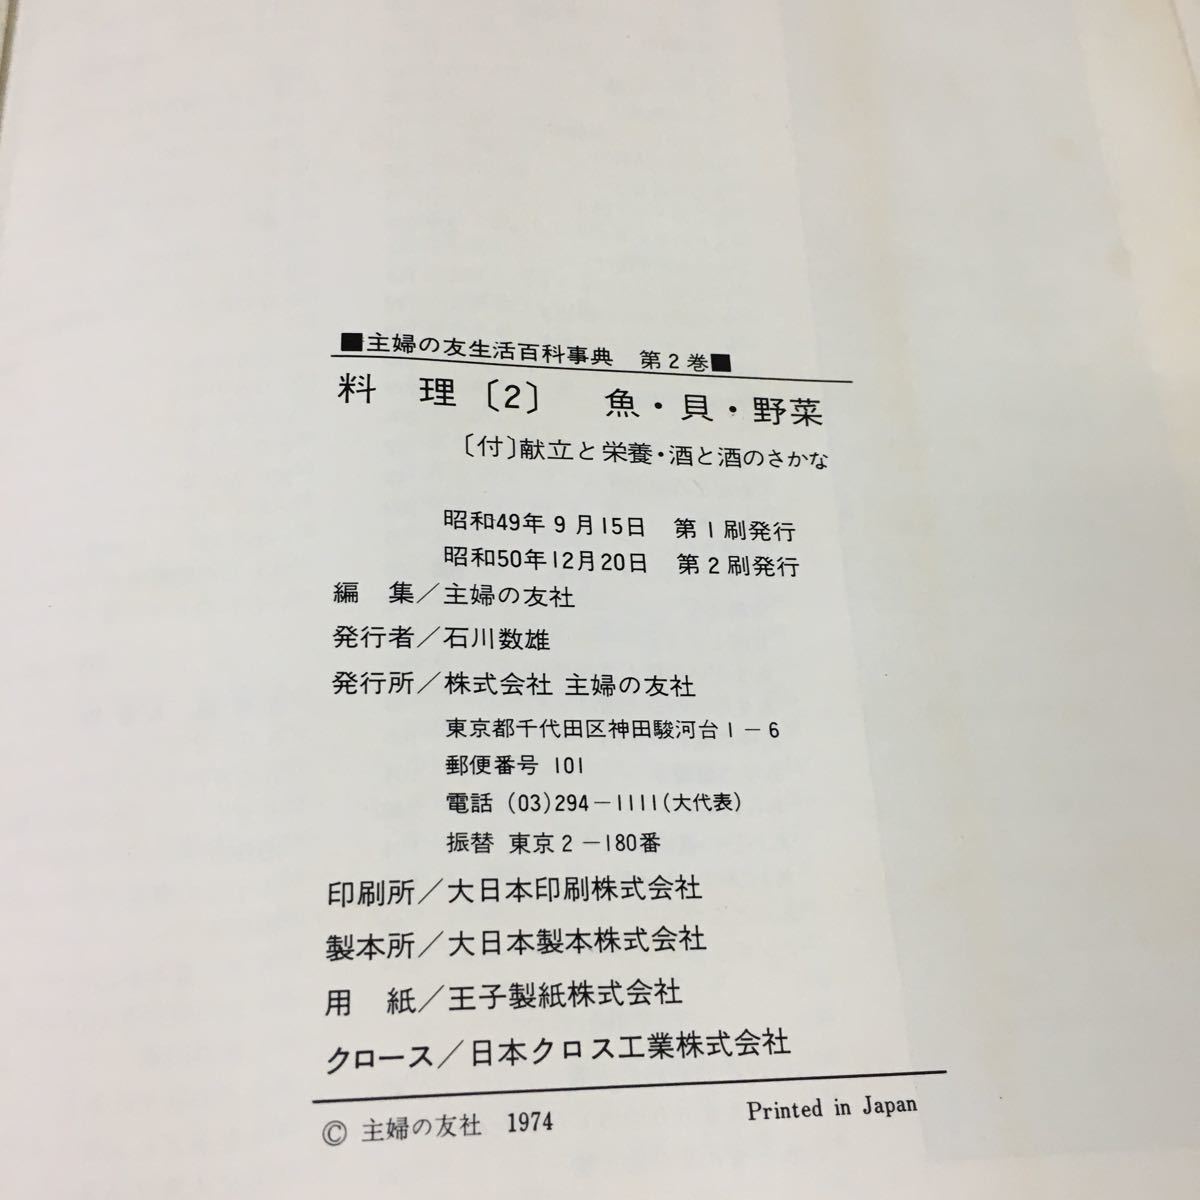 ■主婦の友生活百科事典　第2巻■
料　理〔2〕　魚・貝・野菜
〔付〕献立と栄養・酒と酒のさかな
昭和49年9月15日　第1刷発行
昭和50年12月20日　第2刷発行
編　集／主婦の友社
発行者／石川数雄
発行所／株式会社 主婦の友社
東京都千代田区神田駿河台1－6
郵便番号 101
電話 (03)294－1111(大代表)
振替 東京2－180番
印刷所／大日本印刷株式会社
製本所／大日本製本株式会社
用　紙／王子製紙株式会社
クロース／日本クロス工業株式会社
© 主婦の友社 1974 Printed in Japan